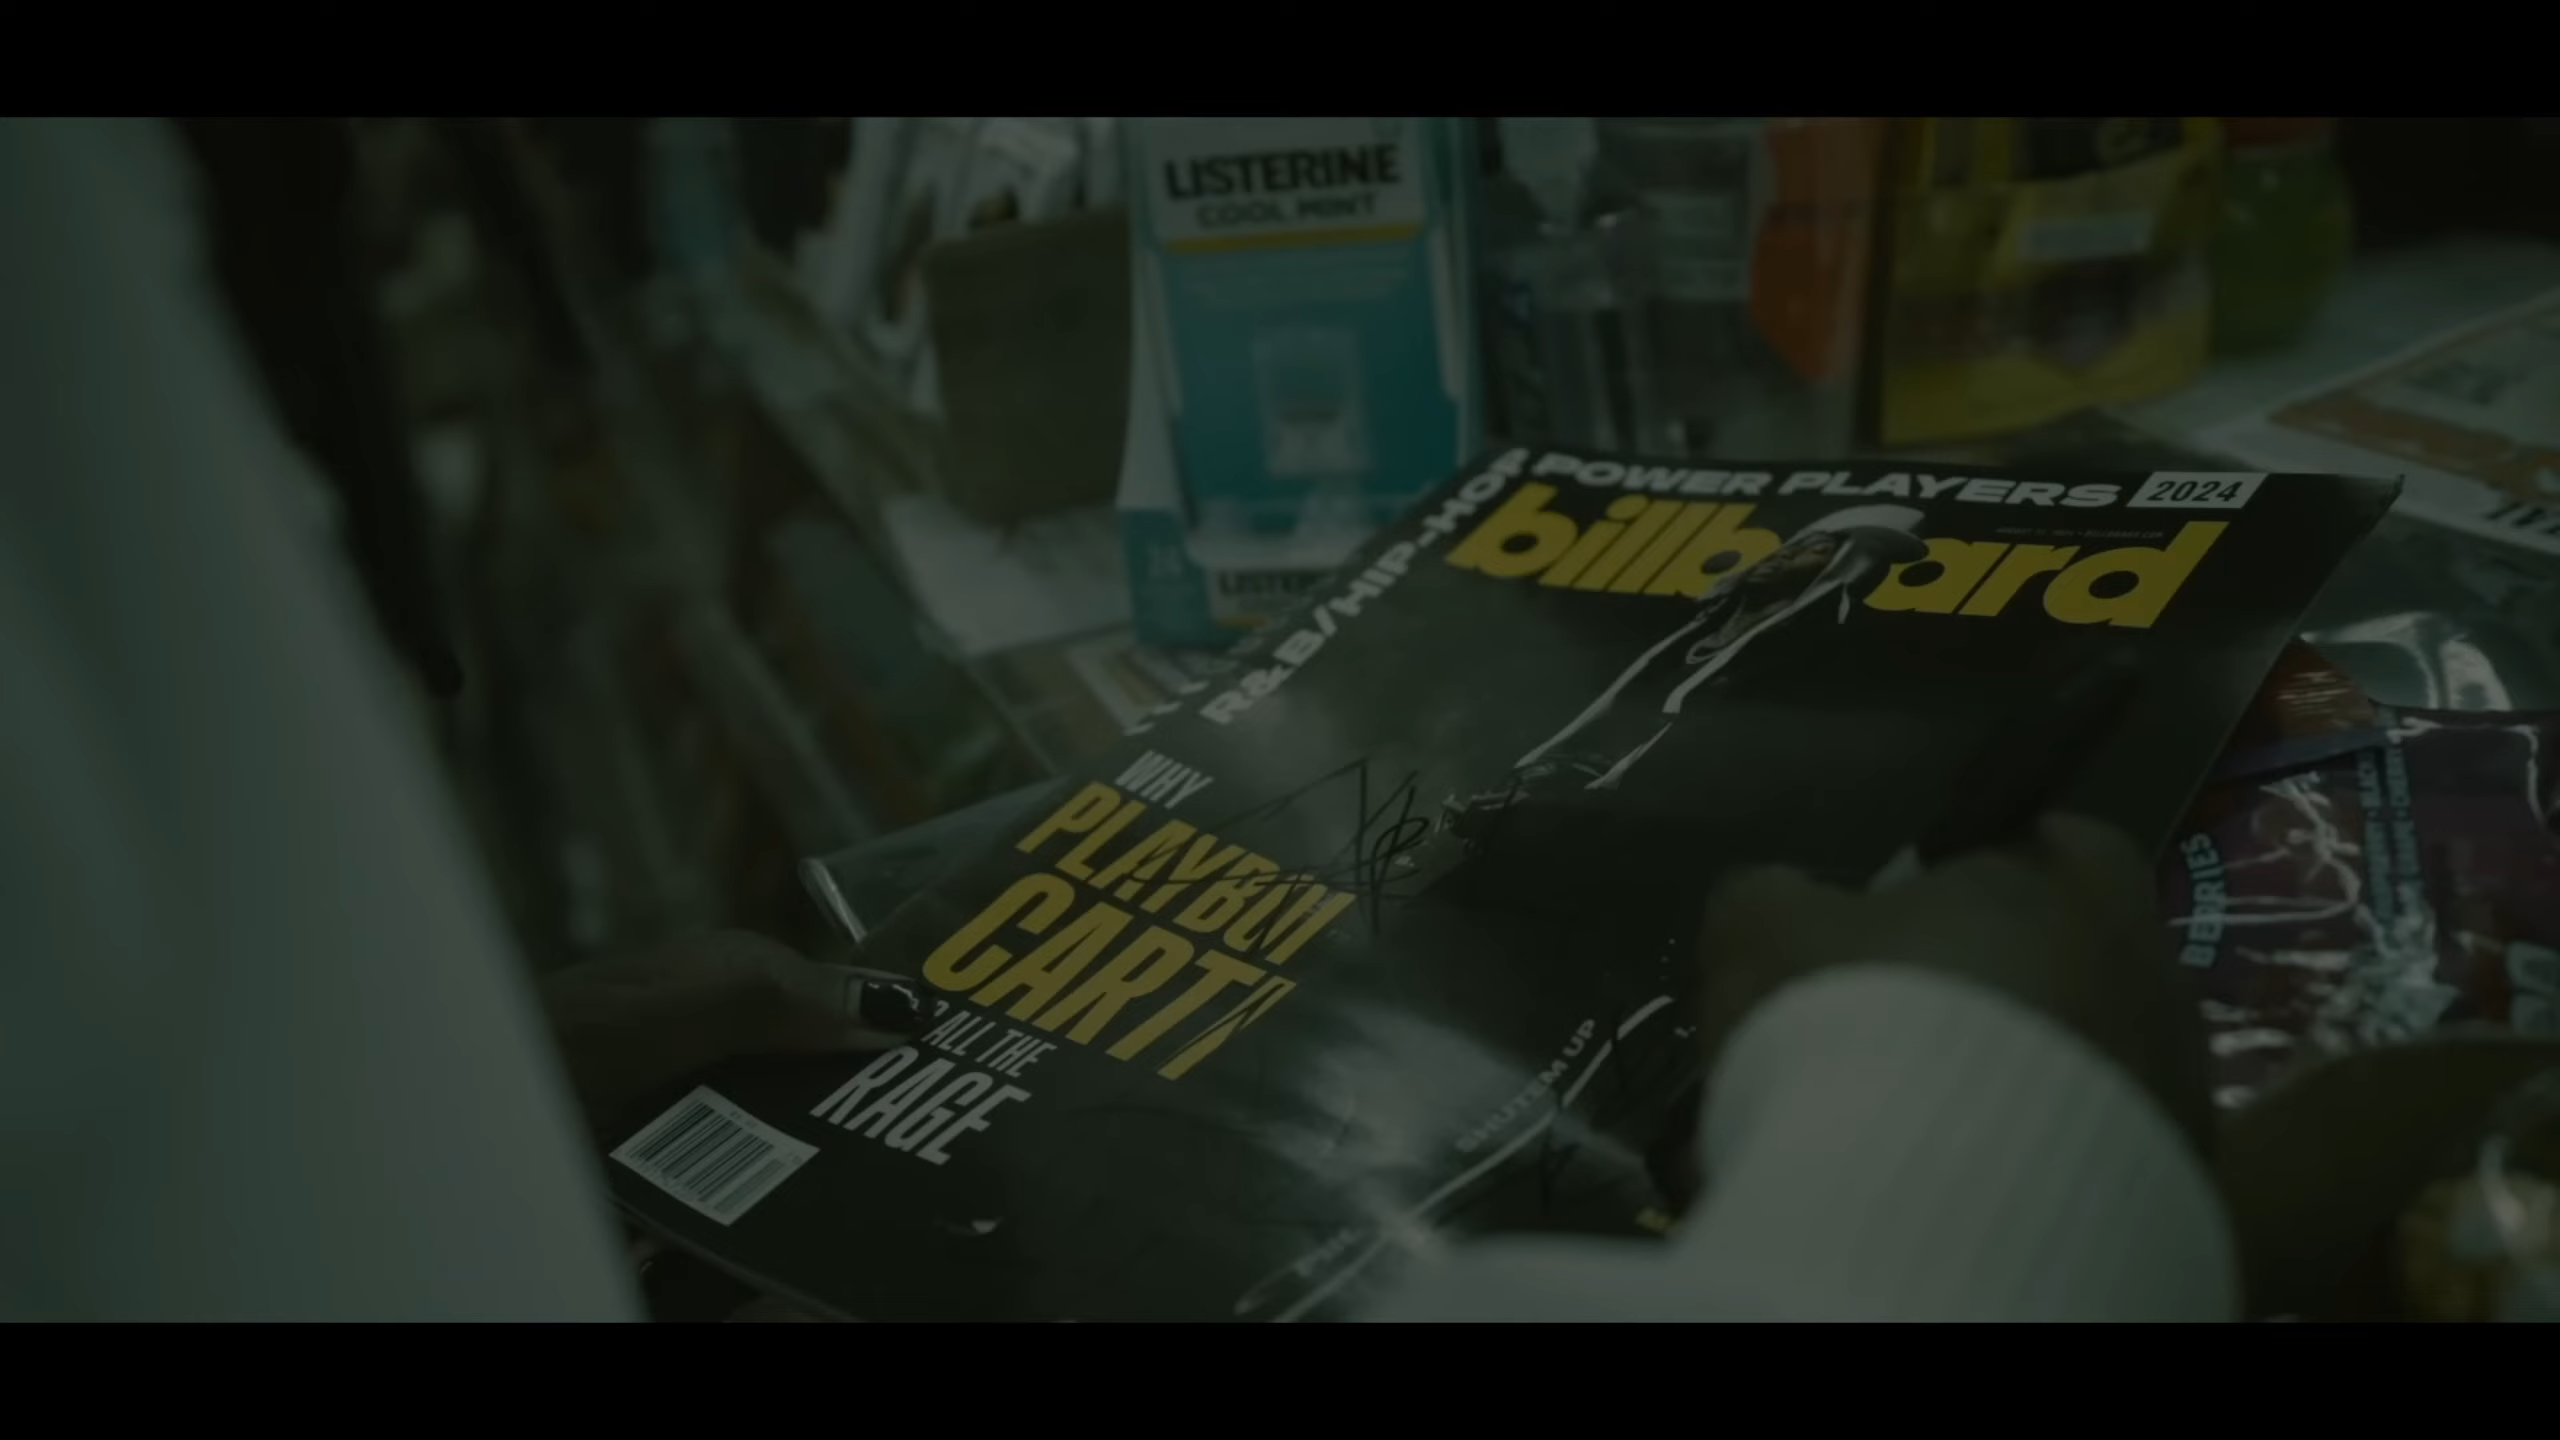 LISTERINE
COOL MINT
R&B/HIP-HOP POWER PLAYERS 2024
billboard
WHY
PLAYBOI
CARTI
ALL THE
RAGE
SHUTEM UP
BERRIES